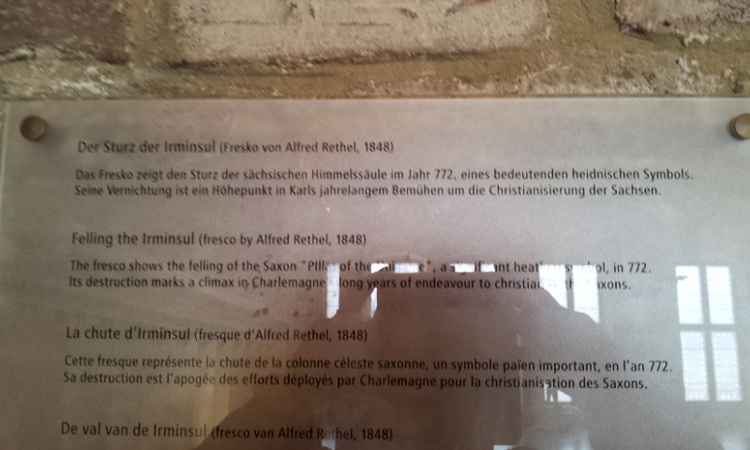 Der Sturz der Irminsul (Fresko von Alfred Rethel, 1848)
Das Fresko zeigt den Sturz der sächsischen Himmelssäule im Jahr 772, eines bedeutenden heidnischen Symbols.
Seine Vernichtung ist ein Höhepunkt in Karls jahrelangem Bemühen um die Christianisierung der Sachsen.
Felling the Irminsul (fresco by Alfred Rethel, 1848)
The fresco shows the felling of the Saxon "PIllar of the a significant heathen symbol, in 772.
Its destruction marks a climax in Charlemagne's long years of endeavour to the Saxons.
La chute d'Irminsul (fresque d'Alfred Rethel, 1848)
Cette fresque représente la chute de la colonne céleste saxonne, un symbole païen important, en l'an 772.
Sa destruction est l'apogée des efforts déployés par Charlemagne pour la christianisation des Saxons.
De val van de Irminsul (fresco van Alfred Rethel, 1848)